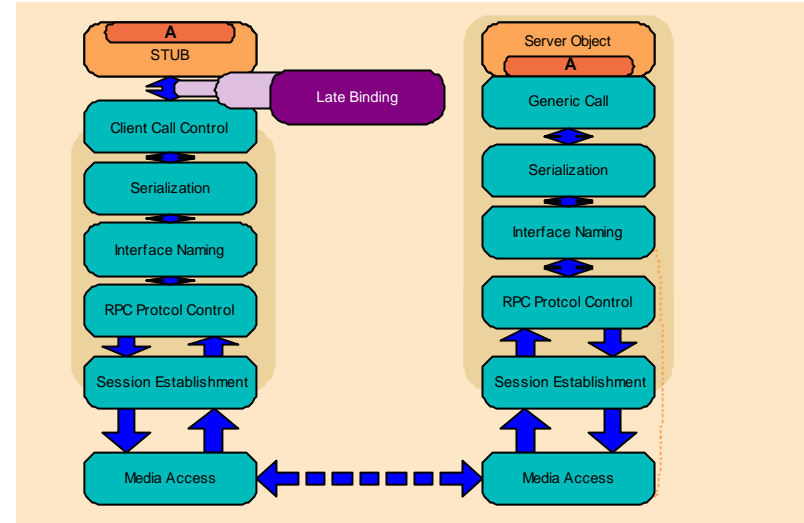 A
STUB
Late Binding
Client Call Control
Serialization
Interface Naming
RPC Protcol Control
Session Establishment
Media Access
Server Object
A
Generic Call
Serialization
Interface Naming
RPC Protcol Control
Session Establishment
Media Access